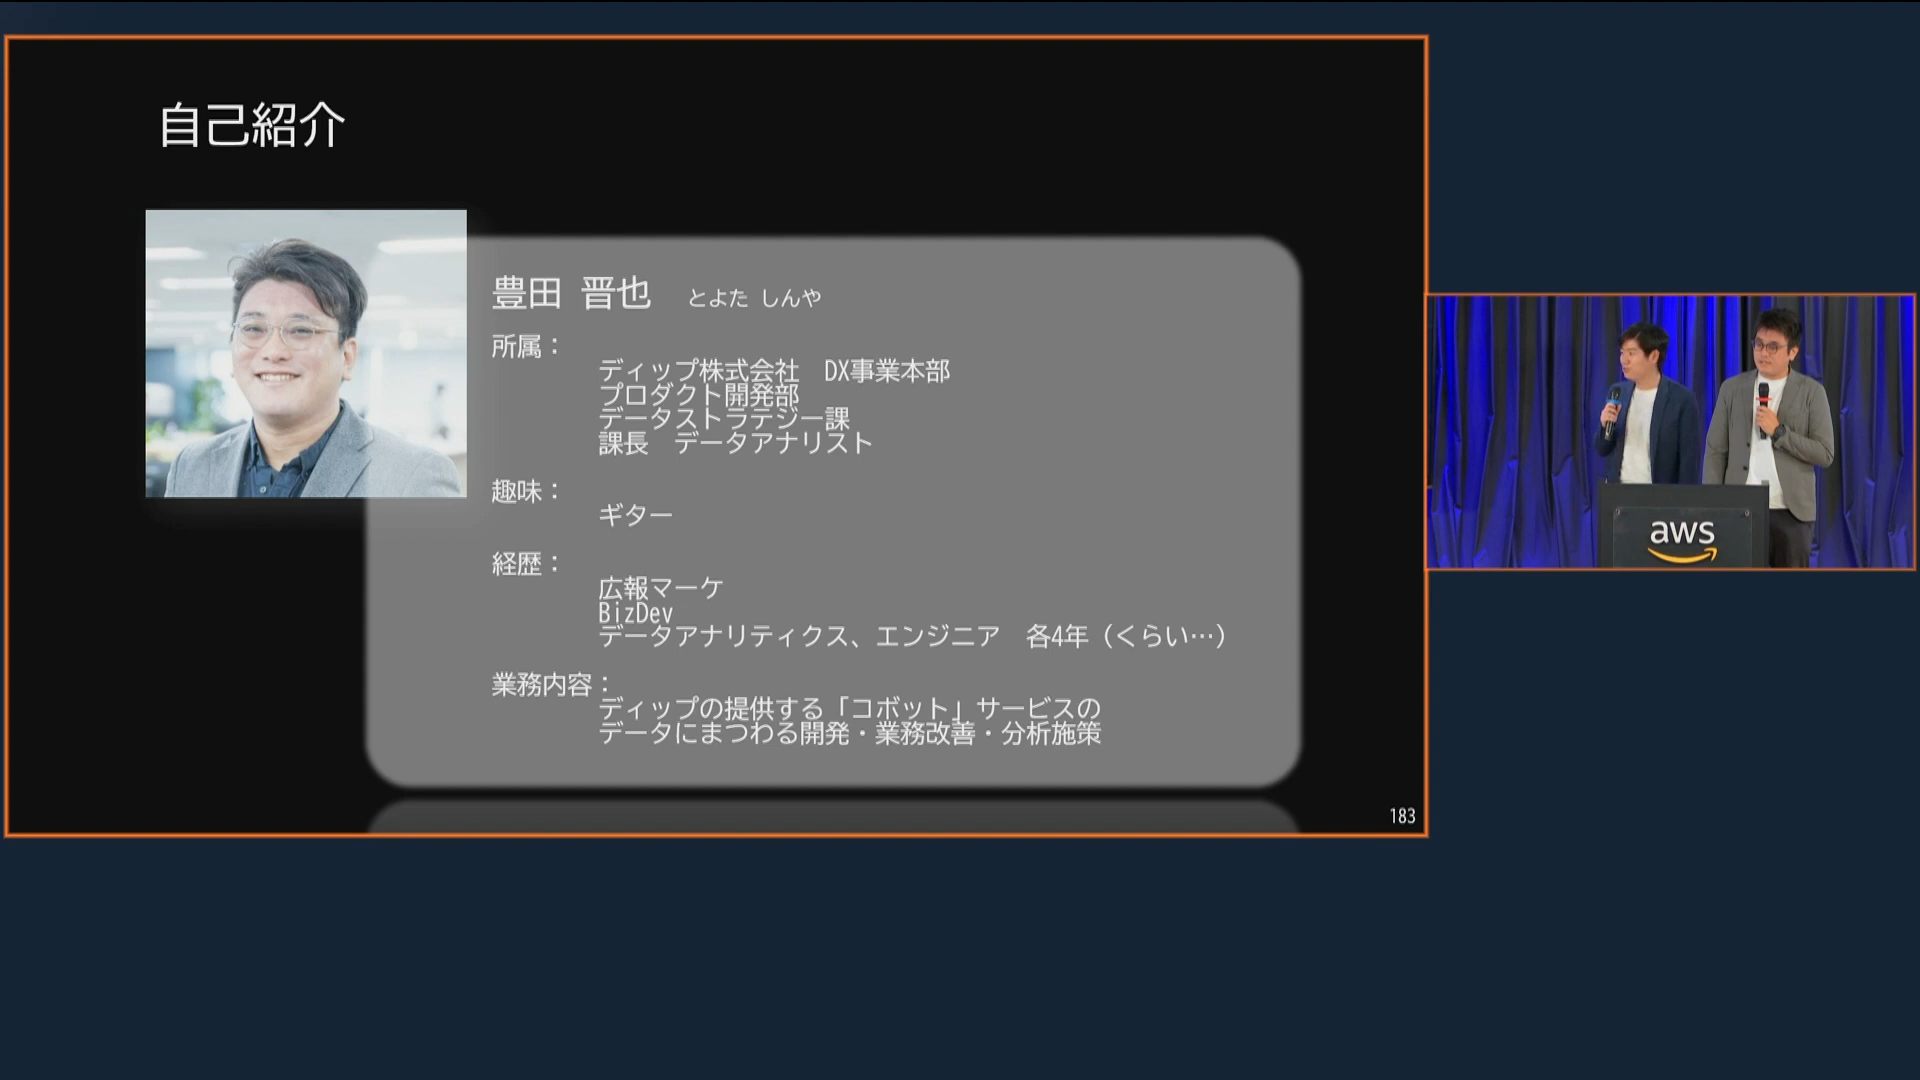 自己紹介
豊田 晋也 とよた しんや
所属：
ディップ株式会社　DX事業本部
プロダクト開発部
データストラテジー課
課長　データアナリスト
趣味：
ギター
経歴：
広報マーケ
BizDev
データアナリティクス、エンジニア　各4年（くらい…）
業務内容：
ディップの提供する「コボット」サービスの
データにまつわる開発・業務改善・分析施策
183
aws